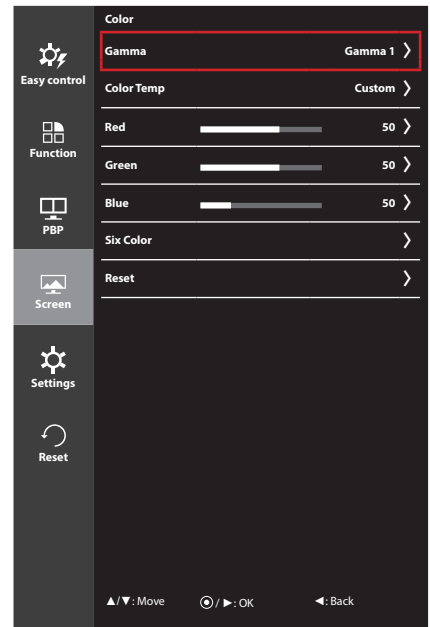 Color
Easy control
Function
PBP
Screen
Settings
Reset
Gamma Gamma 1
Color Temp Custom
Red 50
Green 50
Blue 50
Six Color
Reset
▲/▼: Move ⦿/ ►: OK ◄: Back